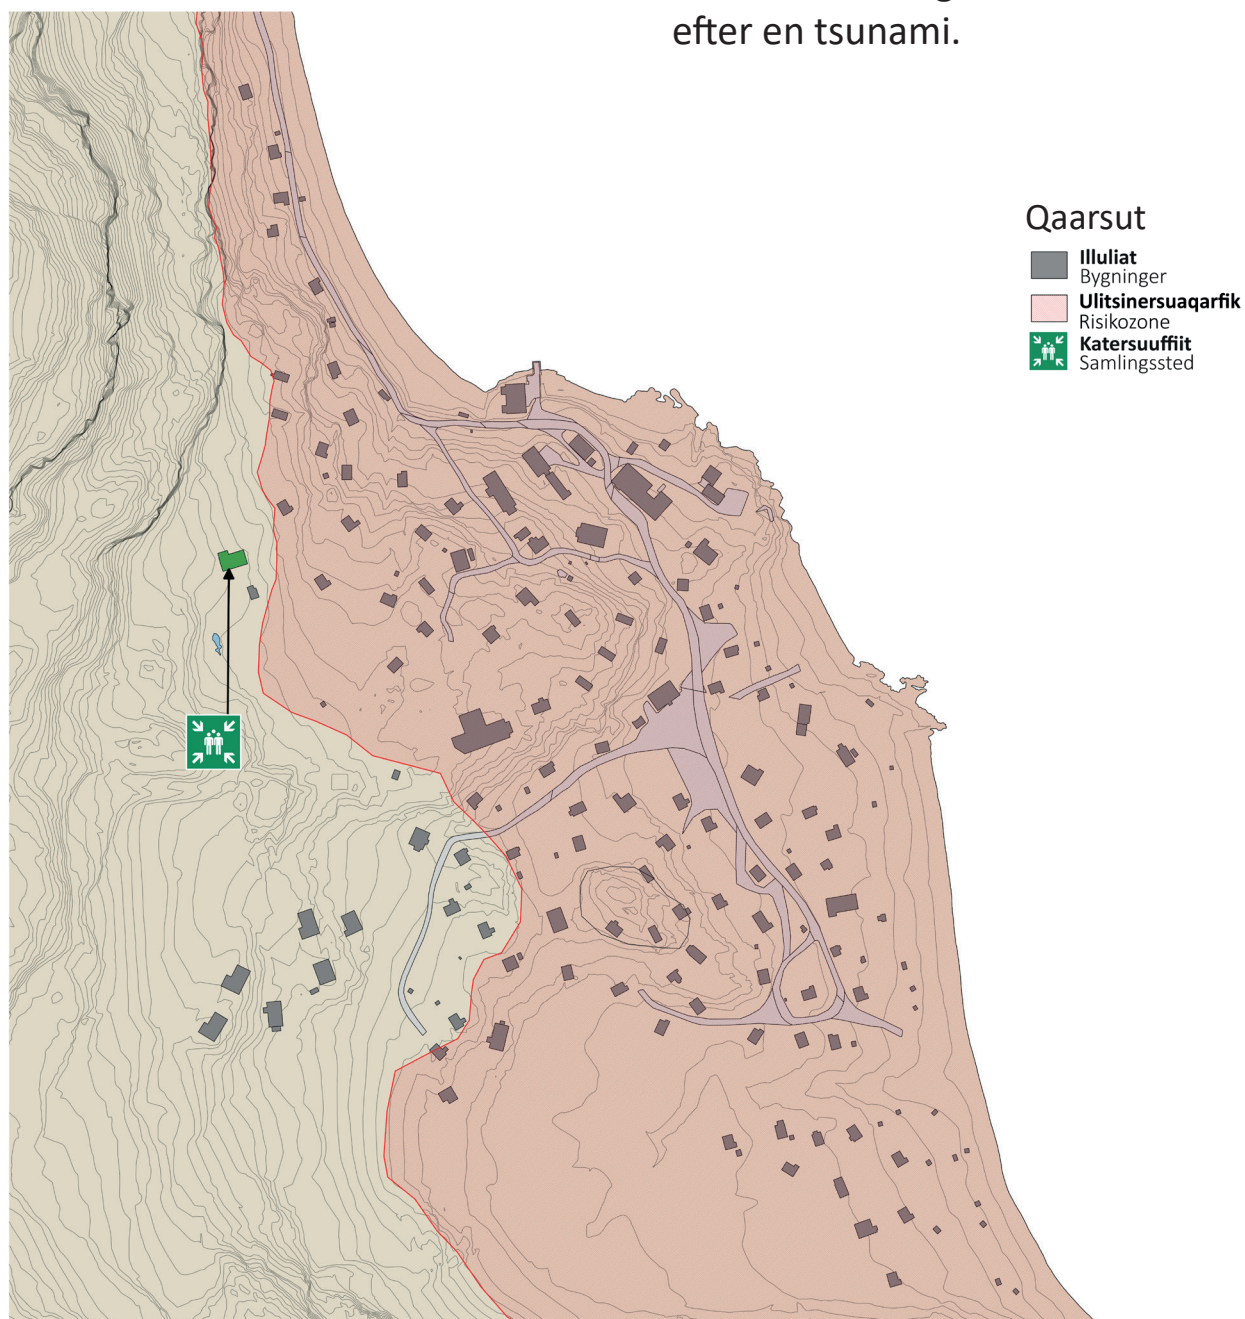 efter en tsunami.
Qaarsut
Illuliat
Bygninger
Ulitsinersuaqarfik
Risikozone
Katersuuffiit
Samlingssted